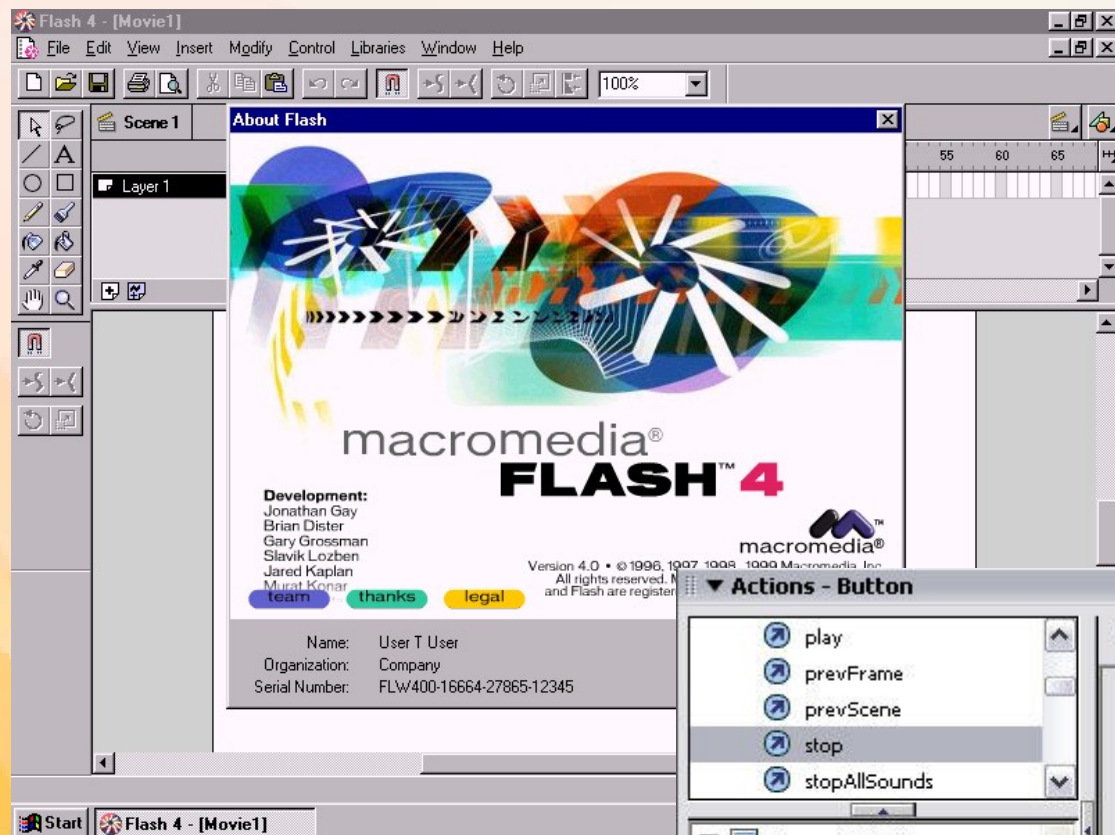 Flash 4 - [Movie1]
File Edit View Insert Modify Control Libraries Window Help
100%
Scene 1
About Flash
55 60 65
Layer 1
macromedia®
FLASH™ 4
Development:
Jonathan Gay
Brian Dister
Gary Grossman
Slavik Lozben
Jared Kaplan
Murat Konar
™
macromedia®
Version 4.0 • © 1996, 1997, 1998, 1999 Macromedia, Inc.
All rights reserved.
and Flash are register
team thanks legal
Name: User T User
Organization: Company
Serial Number: FLW400-16664-27865-12345
Actions - Button
play
prevFrame
prevScene
stop
stopAllSounds
Start Flash 4 - [Movie1]